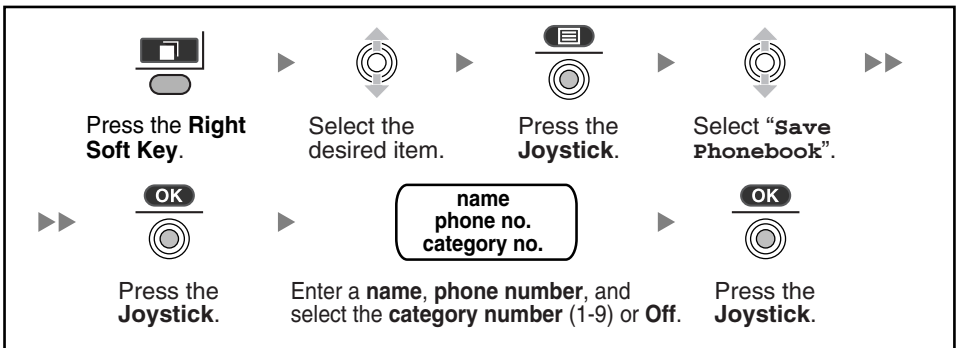 Press the Right
Soft Key.
Select the
desired item.
Press the
Joystick.
Select “Save
Phonebook”.
OK
Press the
Joystick.
name
phone no.
category no.
Enter a name, phone number, and
select the category number (1-9) or Off.
OK
Press the
Joystick.